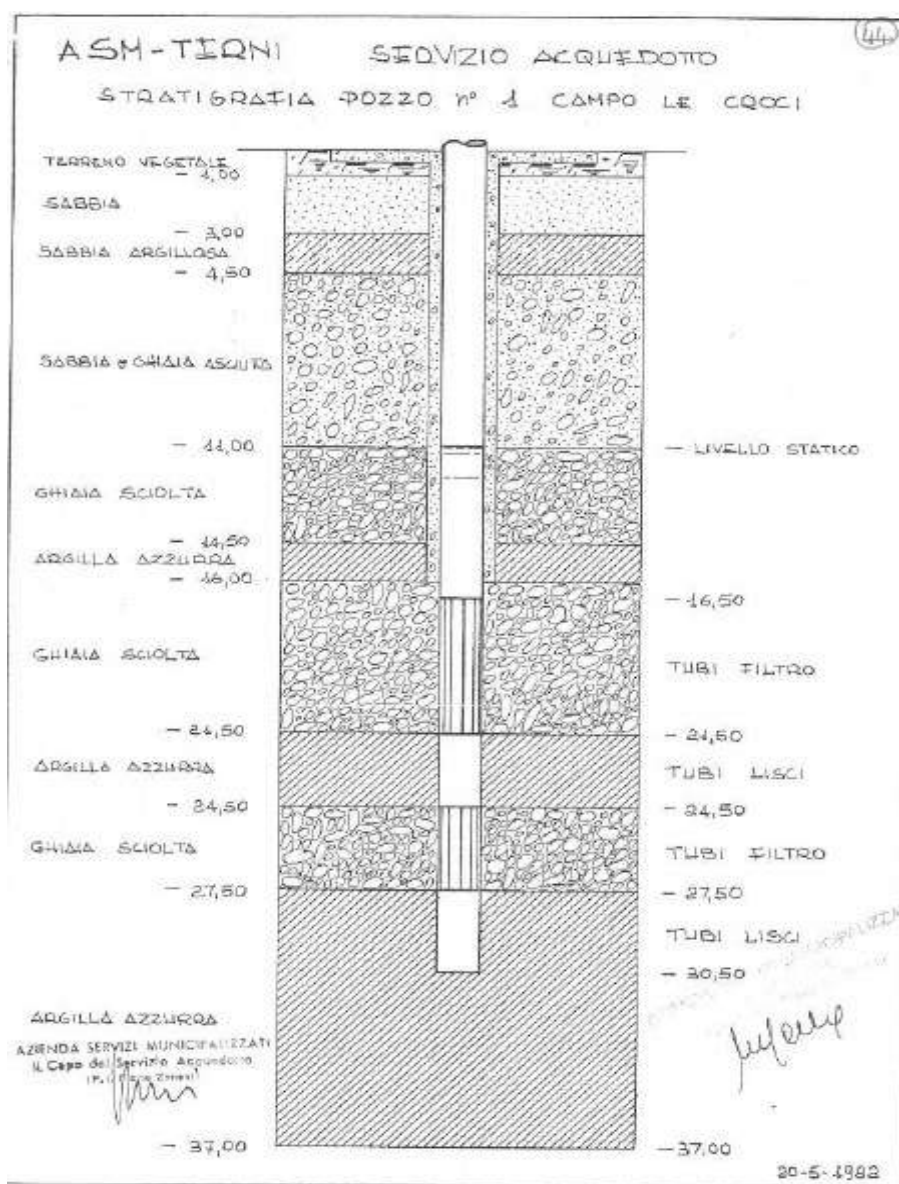 44
ASM-TERNI SERVIZIO ACQUEDOTTO
STRATIGRAFIA POZZO n° 1 CAMPO LE CROCI
TERRENO VEGETALE
- 1,00
SABBIA
- 3,00
SABBIA ARGILLOSA
- 4,50
SABBIA e GHIAIA ASCIUTA
- 11,00
- LIVELLO STATICO
GHIAIA SCIOLTA
- 14,50
ARGILLA AZZURRA
- 16,00
- 16,50
GHIAIA SCIOLTA
TUBI FILTRO
- 21,50
- 21,50
ARGILLA AZZURRA
TUBI LISCI
- 24,50
- 24,50
GHIAIA SCIOLTA
TUBI FILTRO
- 27,50
- 27,50
TUBI LISCI
- 30,50
ARGILLA AZZURRA
AZIENDA SERVIZI MUNICIPALIZZATI
Il Capo del Servizio Acquedotto
- 37,00
- 37,00
20-5-1982